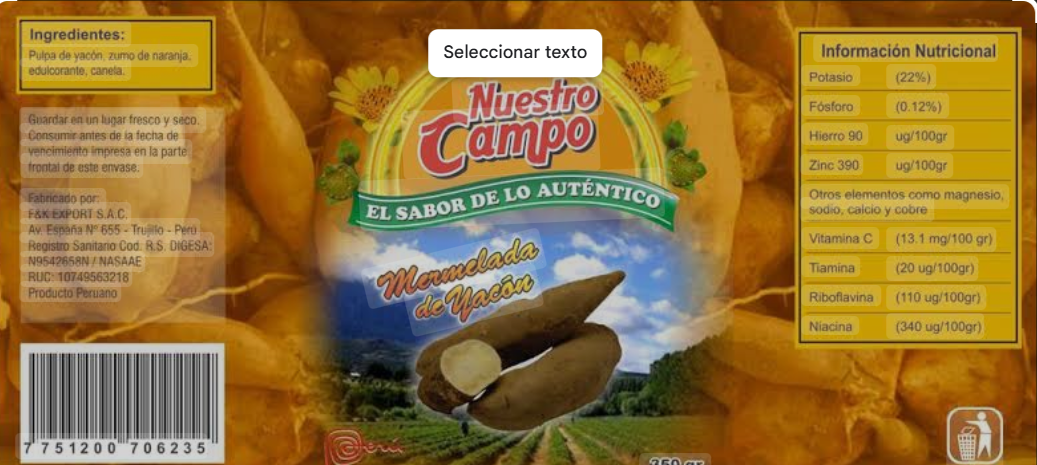 Ingredientes:
Pulpa de yacón, zumo de naranja,
edulcorante, canela.
Guardar en un lugar fresco y seco.
Consumir antes de la fecha de
vencimiento impresa en la parte
frontal de este envase.
Fabricado por:
F&K EXPORT S.A.C.
Av. España N° 655 - Trujillo - Perú
Registro Sanitario Cod. R.S. DIGESA:
N9542658N / NASAAE
RUC: 10749563218
Producto Peruano
7 751200 706235
Seleccionar texto
Nuestro
Campo
EL SABOR DE LO AUTÉNTICO
Mermelada
de Yacón
Perú
350 gr
Información Nutricional
Potasio (22%)
Fósforo (0.12%)
Hierro 90 ug/100gr
Zinc 390 ug/100gr
Otros elementos como magnesio,
sodio, calcio y cobre
Vitamina C (13.1 mg/100 gr)
Tiamina (20 ug/100gr)
Riboflavina (110 ug/100gr)
Niacina (340 ug/100gr)